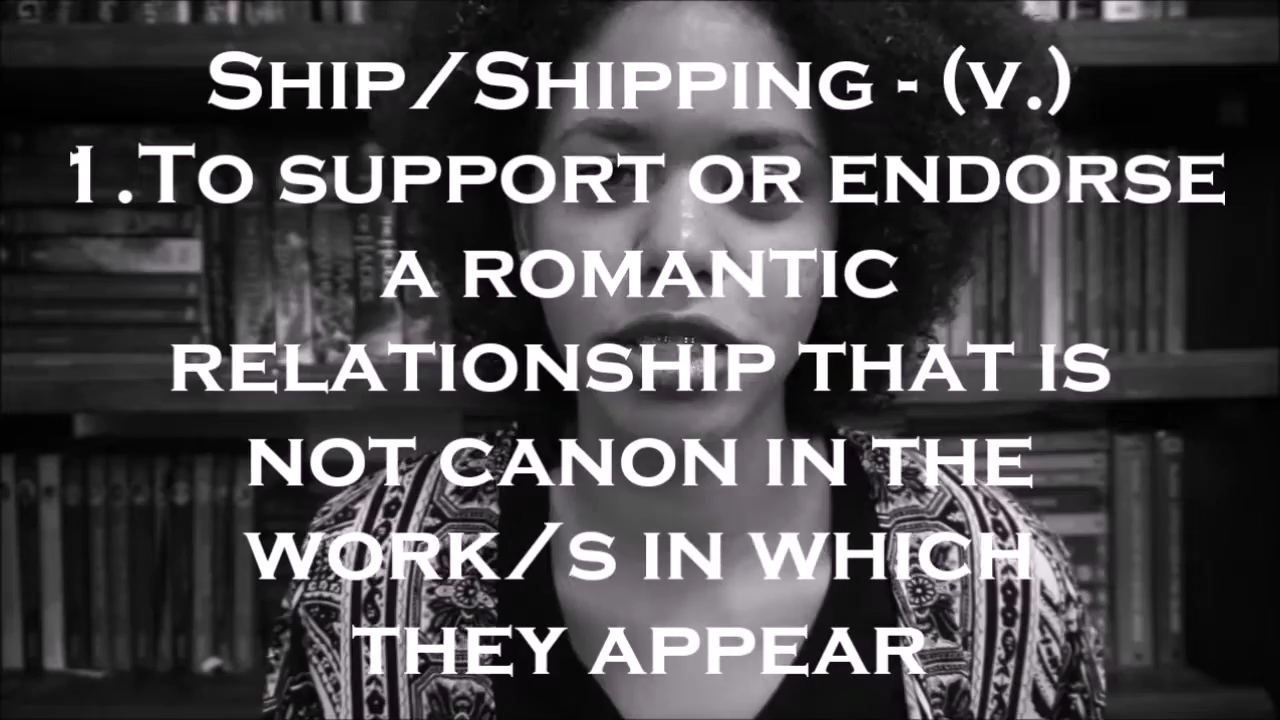 Ship/Shipping - (v.)
1.To support or endorse
a romantic
relationship that is
not canon in the
work/s in which
they appear